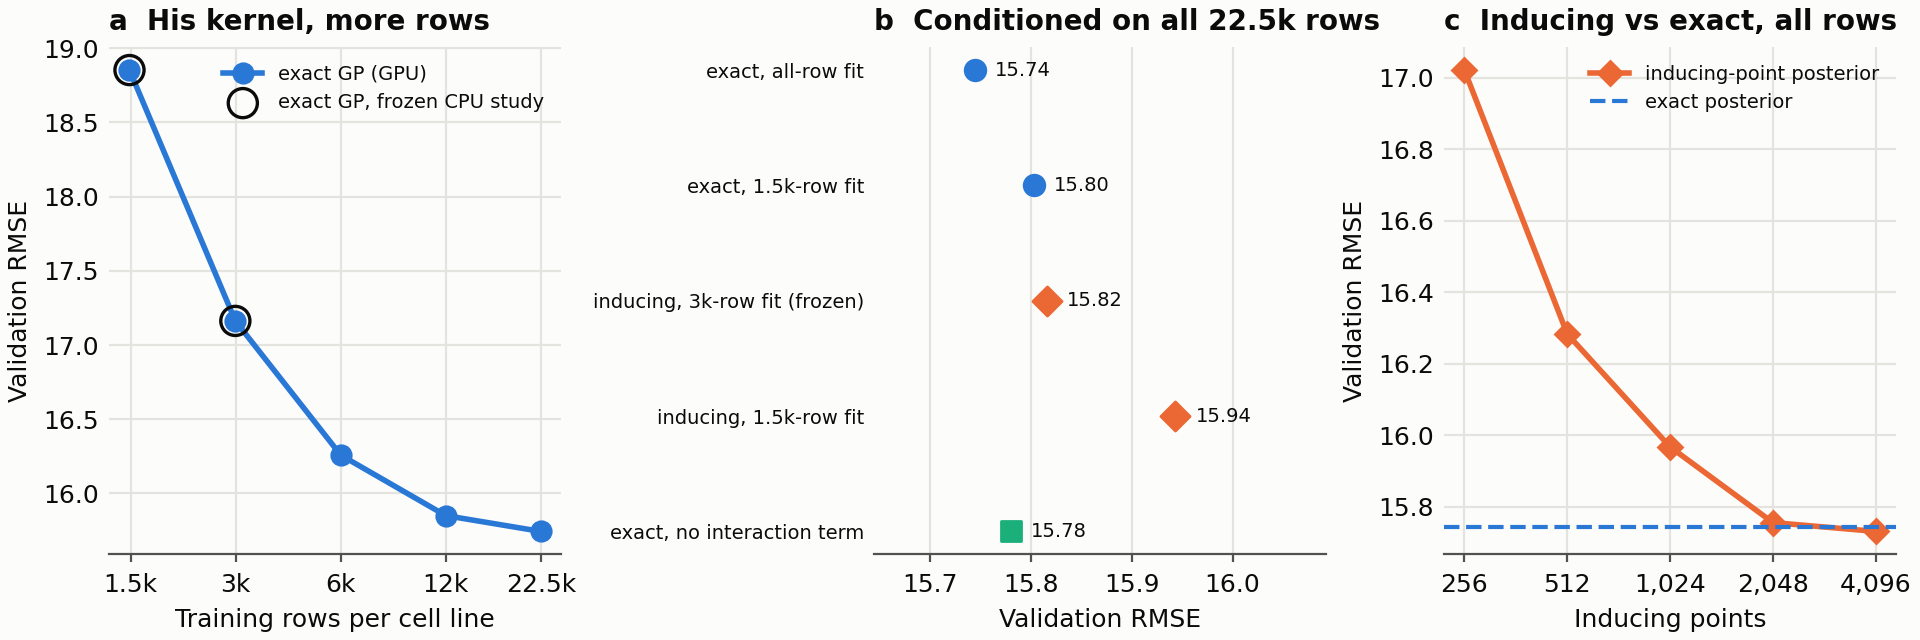 a  His kernel, more rows
19.0
18.5
18.0
17.5
17.0
16.5
16.0
Validation RMSE
exact GP (GPU)
exact GP, frozen CPU study
1.5k 3k 6k 12k 22.5k
Training rows per cell line
b  Conditioned on all 22.5k rows
exact, all-row fit 15.74
exact, 1.5k-row fit 15.80
inducing, 3k-row fit (frozen) 15.82
inducing, 1.5k-row fit 15.94
exact, no interaction term 15.78
15.7 15.8 15.9 16.0
Validation RMSE
c  Inducing vs exact, all rows
17.0
16.8
16.6
16.4
16.2
16.0
15.8
Validation RMSE
inducing-point posterior
exact posterior
256 512 1,024 2,048 4,096
Inducing points